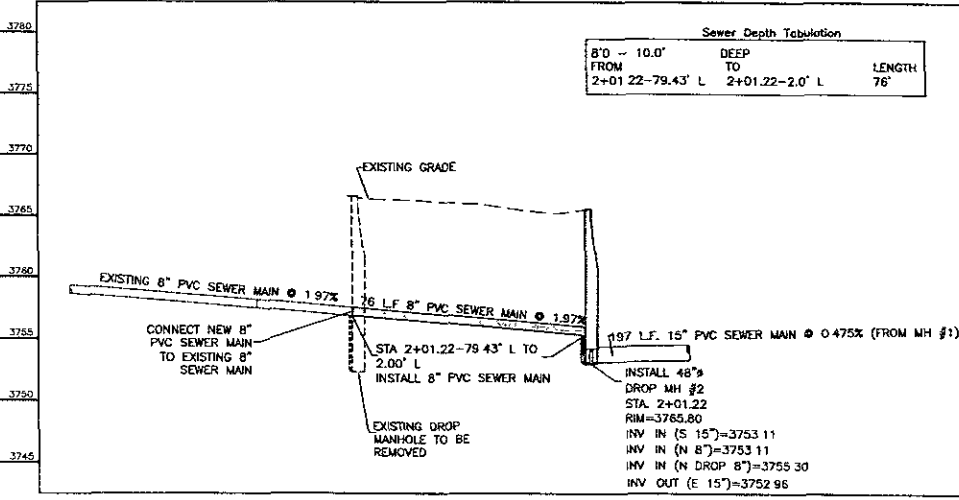 3780
Sewer Depth Tabulation
8'0 - 10.0' DEEP
FROM TO LENGTH
2+01 22-79.43' L 2+01.22-2.0' L 76'
3775
3770
EXISTING GRADE
3765
3760
EXISTING 8" PVC SEWER MAIN @ 1 97%
76 L.F. 8" PVC SEWER MAIN @ 1.97%
3755
CONNECT NEW 8"
PVC SEWER MAIN
TO EXISTING 8"
SEWER MAIN
STA 2+01.22-79 43' L TO
2.00' L
INSTALL 8" PVC SEWER MAIN
197 L.F. 15" PVC SEWER MAIN @ 0 475% (FROM MH #1)
3750
EXISTING DROP
MANHOLE TO BE
REMOVED
INSTALL 48"ø
DROP MH #2
STA. 2+01.22
RIM=3765.80
INV IN (S 15")=3753 11
INV IN (N 8")=3753 11
INV IN (N DROP 8")=3755 30
INV OUT (E 15")=3752 96
3745